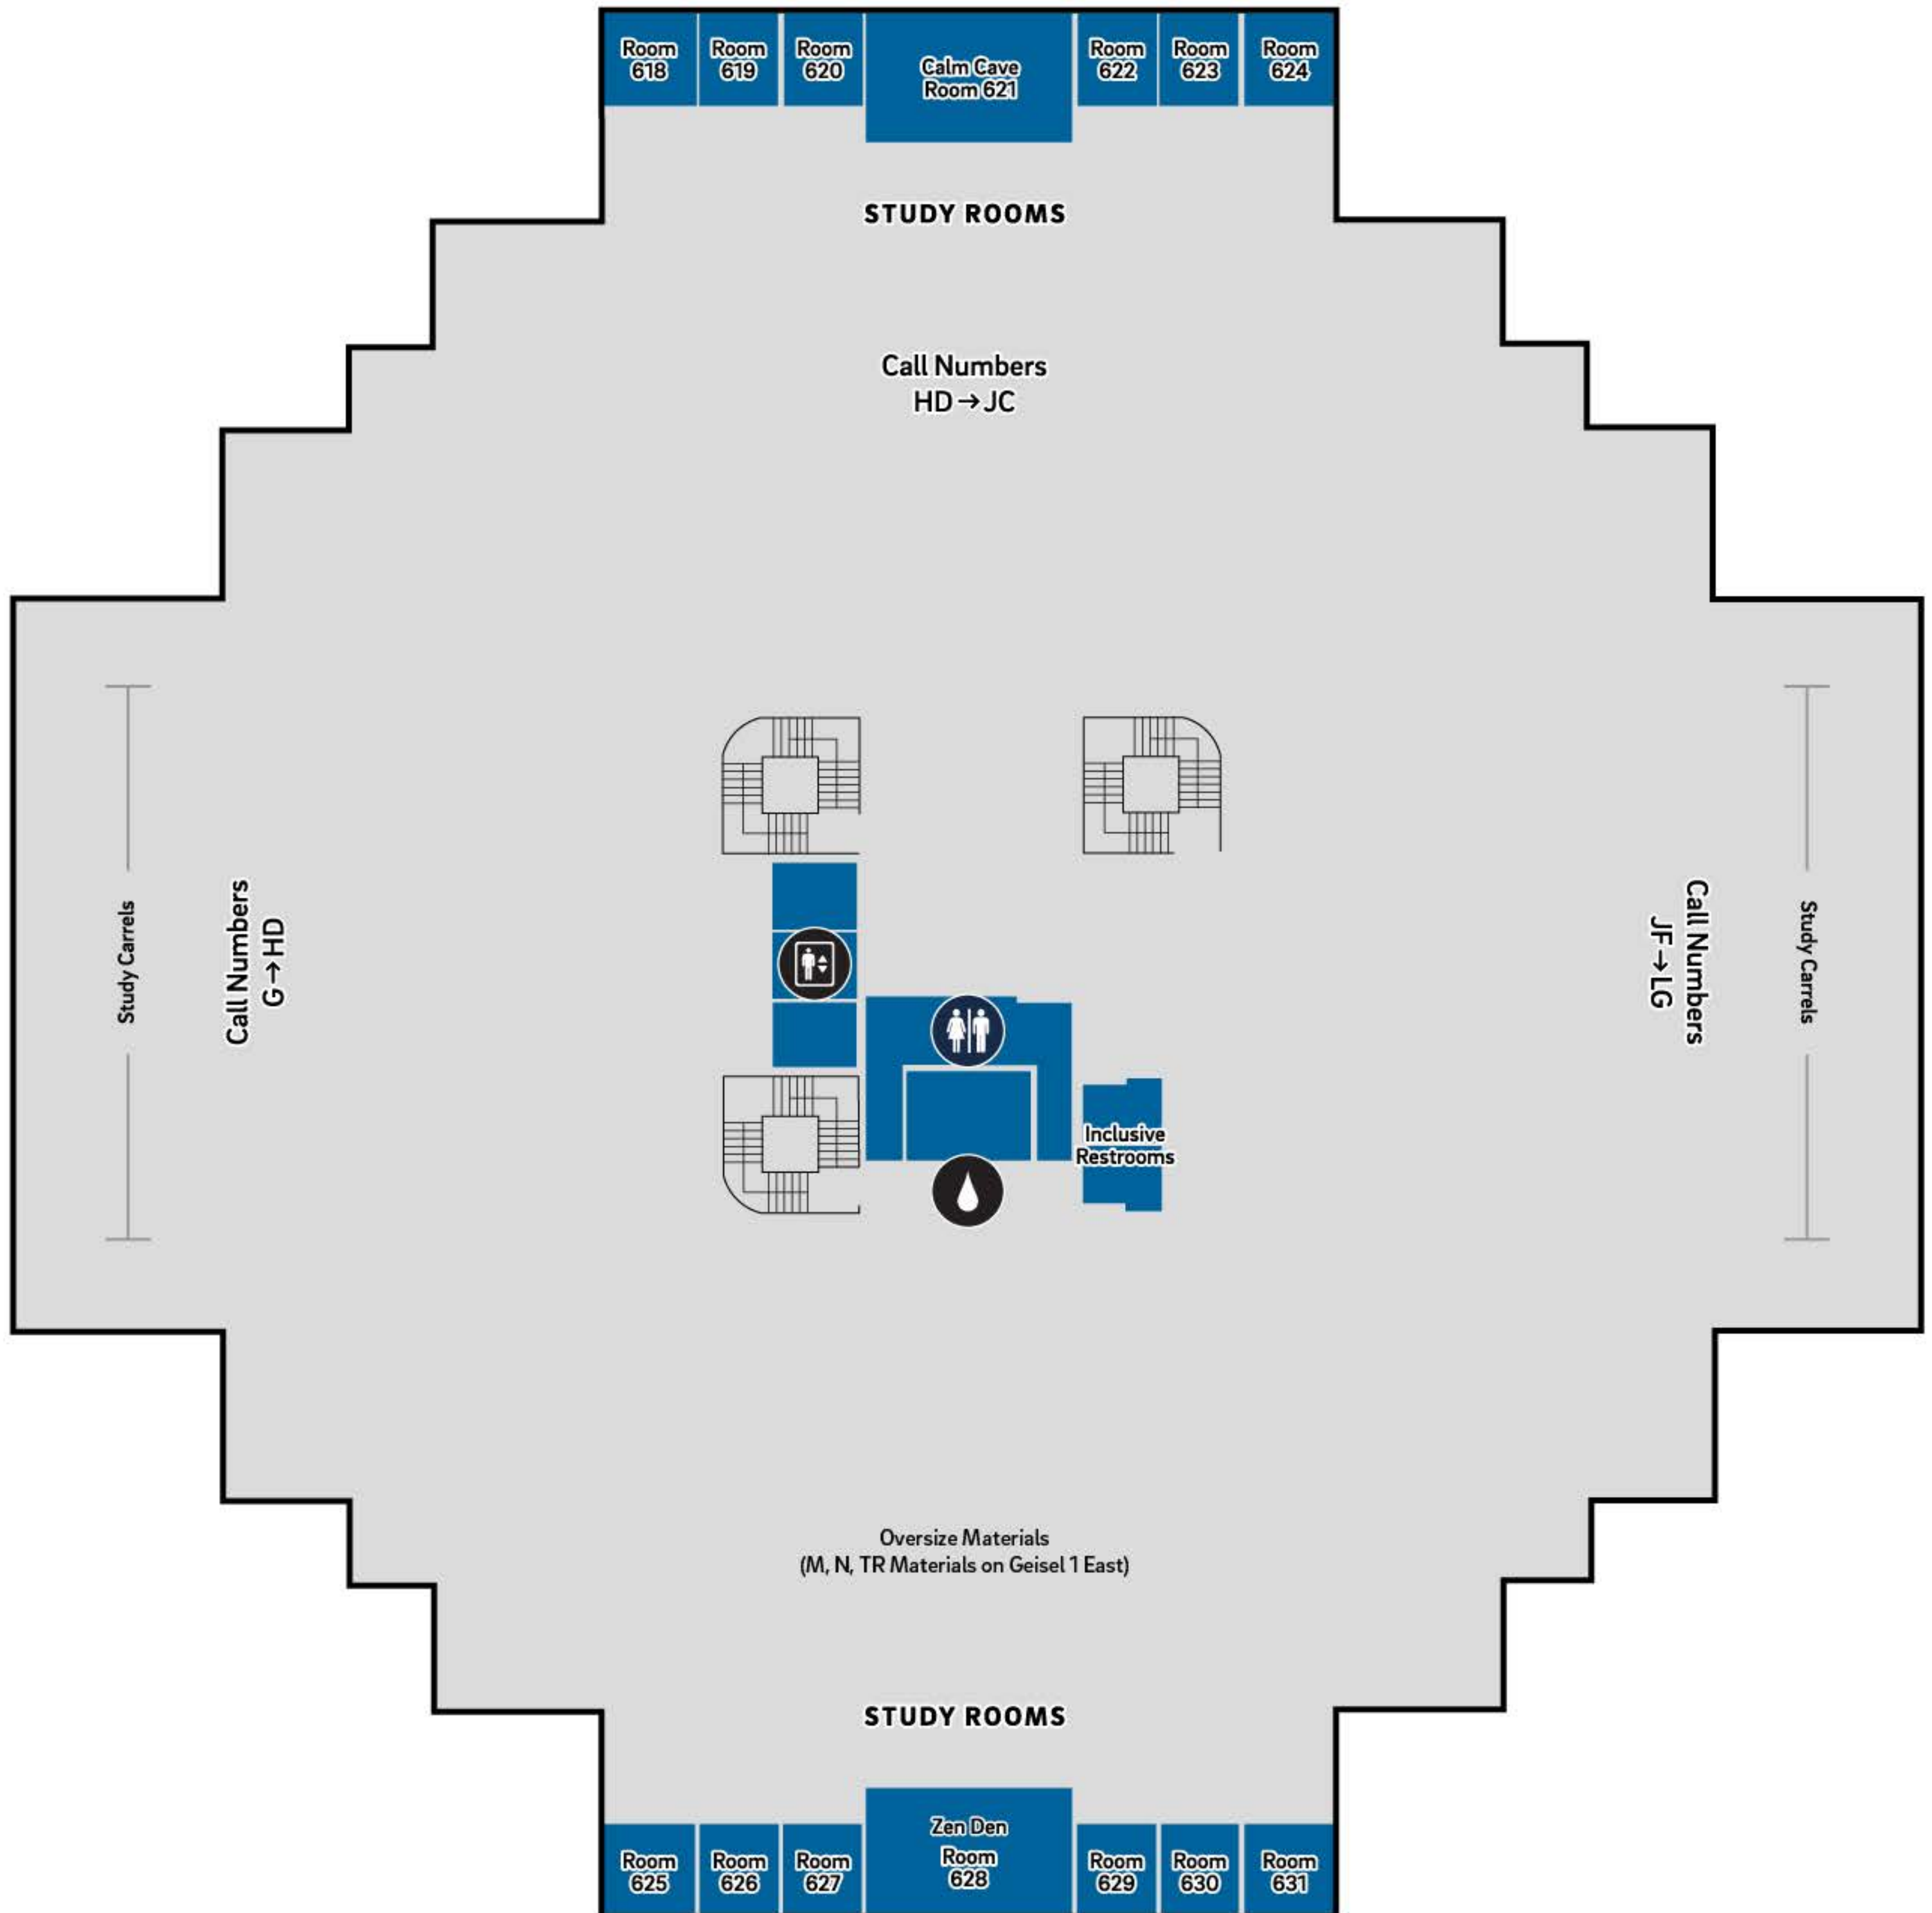 Room
618
Room
619
Room
620
Calm Cave
Room 621
Room
622
Room
623
Room
624
STUDY ROOMS
Call Numbers
HD→JC
Study Carrels
Call Numbers
G→HD
Call Numbers
JF→LG
Study Carrels
Inclusive
Restrooms
Oversize Materials
(M, N, TR Materials on Geisel 1 East)
STUDY ROOMS
Room
625
Room
626
Room
627
Zen Den
Room
628
Room
629
Room
630
Room
631